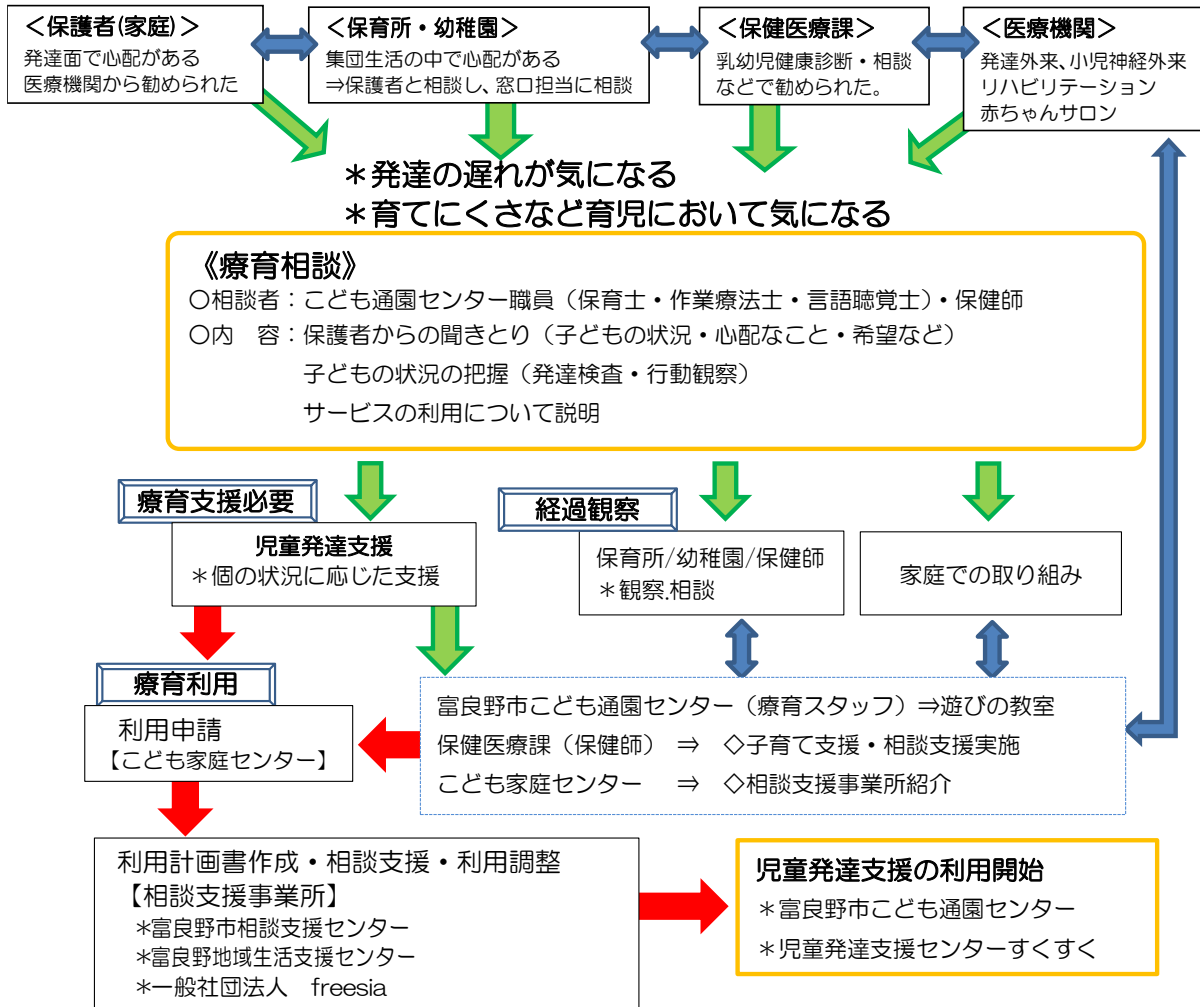 ＜保護者(家庭)＞
発達面で心配がある
医療機関から勧められた
＜保育所・幼稚園＞
集団生活の中で心配がある
⇒保護者と相談し、窓口担当に相談
＜保健医療課＞
乳幼児健康診断・相談
などで勧められた。
＜医療機関＞
発達外来、小児神経外来
リハビリテーション
赤ちゃんサロン
＊発達の遅れが気になる
＊育てにくさなど育児において気になる
《療育相談》
〇相談者：こども通園センター職員（保育士・作業療法士・言語聴覚士）・保健師
〇内　容：保護者からの聞きとり（子どもの状況・心配なこと・希望など）
子どもの状況の把握（発達検査・行動観察）
サービスの利用について説明
療育支援必要
児童発達支援
＊個の状況に応じた支援
経過観察
保育所/幼稚園/保健師
＊観察.相談
家庭での取り組み
療育利用
利用申請
【こども家庭センター】
富良野市こども通園センター（療育スタッフ）⇒遊びの教室
保健医療課（保健師）　⇒　◇子育て支援・相談支援実施
こども家庭センター　　⇒　◇相談支援事業所紹介
利用計画書作成・相談支援・利用調整
【相談支援事業所】
＊富良野市相談支援センター
＊富良野地域生活支援センター
＊一般社団法人　freesia
児童発達支援の利用開始
＊富良野市こども通園センター
＊児童発達支援センターすくすく